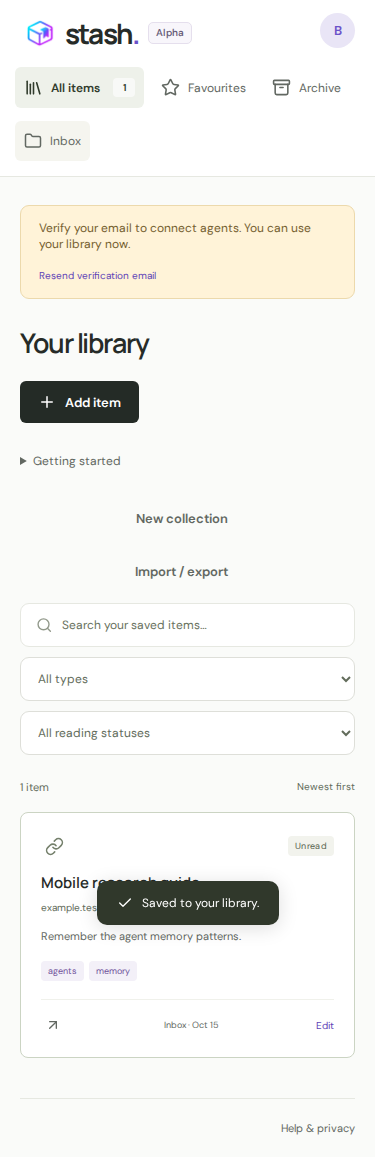 stash.
Alpha
B
All items
1
Favourites
Archive
Inbox
Verify your email to connect agents. You can use
your library now.
Resend verification email
Your library
Add item
Getting started
New collection
Import / export
Search your saved items…
All types
All reading statuses
1 item
Newest first
Unread
Mobile
Saved to your library.
Remember the agent memory patterns.
agents
memory
Inbox · Oct 15
Edit
Help & privacy